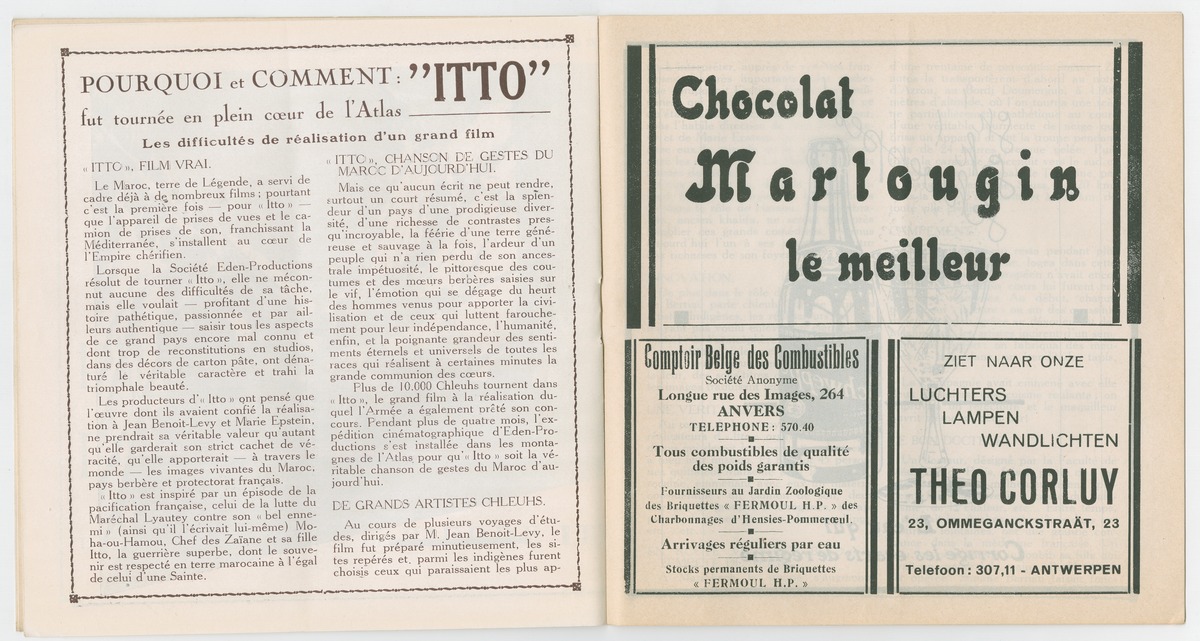 POURQUOI et COMMENT : "ITTO"
fut tournée en plein cœur de l'Atlas
Les difficultés de réalisation d'un grand film
« ITTO », FILM VRAI.
Le Maroc, terre de Légende, a servi de
cadre déjà à de nombreux films ; pourtant
c'est la première fois — pour « Itto » —
que l'appareil de prises de vues et le ca-
mion de prises de son, franchissant la
Méditerranée, s'installent au cœur de
l'Empire chérifien.
Lorsque la Société Eden-Productions
résolut de tourner « Itto », elle ne mécon-
nut aucune des difficultés de sa tâche,
mais elle voulait — profitant d'une his-
toire pathétique, passionnée et par ail-
leurs authentique — saisir tous les aspects
de ce grand pays encore mal connu et
dont trop de reconstitutions en studios,
dans des décors de carton pâte, ont déna-
turé le véritable caractère et trahi la
triomphale beauté.
Les producteurs d'« Itto » ont pensé que
l'œuvre dont ils avaient confié la réalisa-
tion à Jean Benoit-Levy et Marie Epstein,
ne prendrait sa véritable valeur qu'autant
qu'elle garderait son strict cachet de vé-
racité, qu'elle apporterait — à travers le
monde — les images vivantes du Maroc,
pays berbère et protectorat français.
« Itto » est inspiré par un épisode de la
pacification française, celui de la lutte du
Maréchal Lyautey contre son « bel enne-
mi » (ainsi qu'il l'écrivait lui-même) Mo-
ha-ou-Hamou, Chef des Zaïane et sa fille
Itto, la guerrière superbe, dont le souve-
nir est respecté en terre marocaine à l'égal
de celui d'une Sainte.
« ITTO », CHANSON DE GESTES DU
MAROC D'AUJOURD'HUI.
Mais ce qu'aucun écrit ne peut rendre,
surtout un court résumé, c'est la splen-
deur d'un pays d'une prodigieuse diver-
sité, d'une richesse de contrastes pres-
qu'incroyable, la féérie d'une terre géné-
reuse et sauvage à la fois, l'ardeur d'un
peuple qui n'a rien perdu de son ances-
trale impétuosité, le pittoresque des cou-
tumes et des mœurs berbères saisies sur
le vif, l'émotion qui se dégage du heurt
des hommes venus pour apporter la civi-
lisation et de ceux qui luttent farouche-
ment pour leur indépendance, l'humanité,
enfin, et la poignante grandeur des senti-
ments éternels et universels de toutes les
races qui réalisent à certaines minutes la
grande communion des cœurs.
Plus de 10.000 Chleuhs tournent dans
« Itto », le grand film à la réalisation du-
quel l'Armée a également prêté son con-
cours. Pendant plus de quatre mois, l'ex-
pédition cinématographique d'Eden-Pro-
ductions s'est installée dans les monta-
gnes de l'Atlas pour qu'« Itto » soit la vé-
ritable chanson de gestes du Maroc d'au-
jourd'hui.
DE GRANDS ARTISTES CHLEUHS.
Au cours de plusieurs voyages d'étu-
des, dirigés par M. Jean Benoit-Levy, le
film fut préparé minutieusement, les si-
tes repérés et, parmi les indigènes furent
choisis ceux qui paraissaient les plus ap-
Chocolat
Martougin
le meilleur
Comptoir Belge des Combustibles
Société Anonyme
Longue rue des Images, 264
ANVERS
TELEPHONE : 570.40
Tous combustibles de qualité
des poids garantis
Fournisseurs au Jardin Zoologique
des Briquettes « FERMOUL H.P. » des
Charbonnages d'Hensies-Pommerœul.
Arrivages réguliers par eau
Stocks permanents de Briquettes
« FERMOUL H.P. »
ZIET NAAR ONZE
LUCHTERS
LAMPEN
WANDLICHTEN
THEO CORLUY
23, OMMEGANCKSTRAÄT, 23
Telefoon : 307,11 - ANTWERPEN